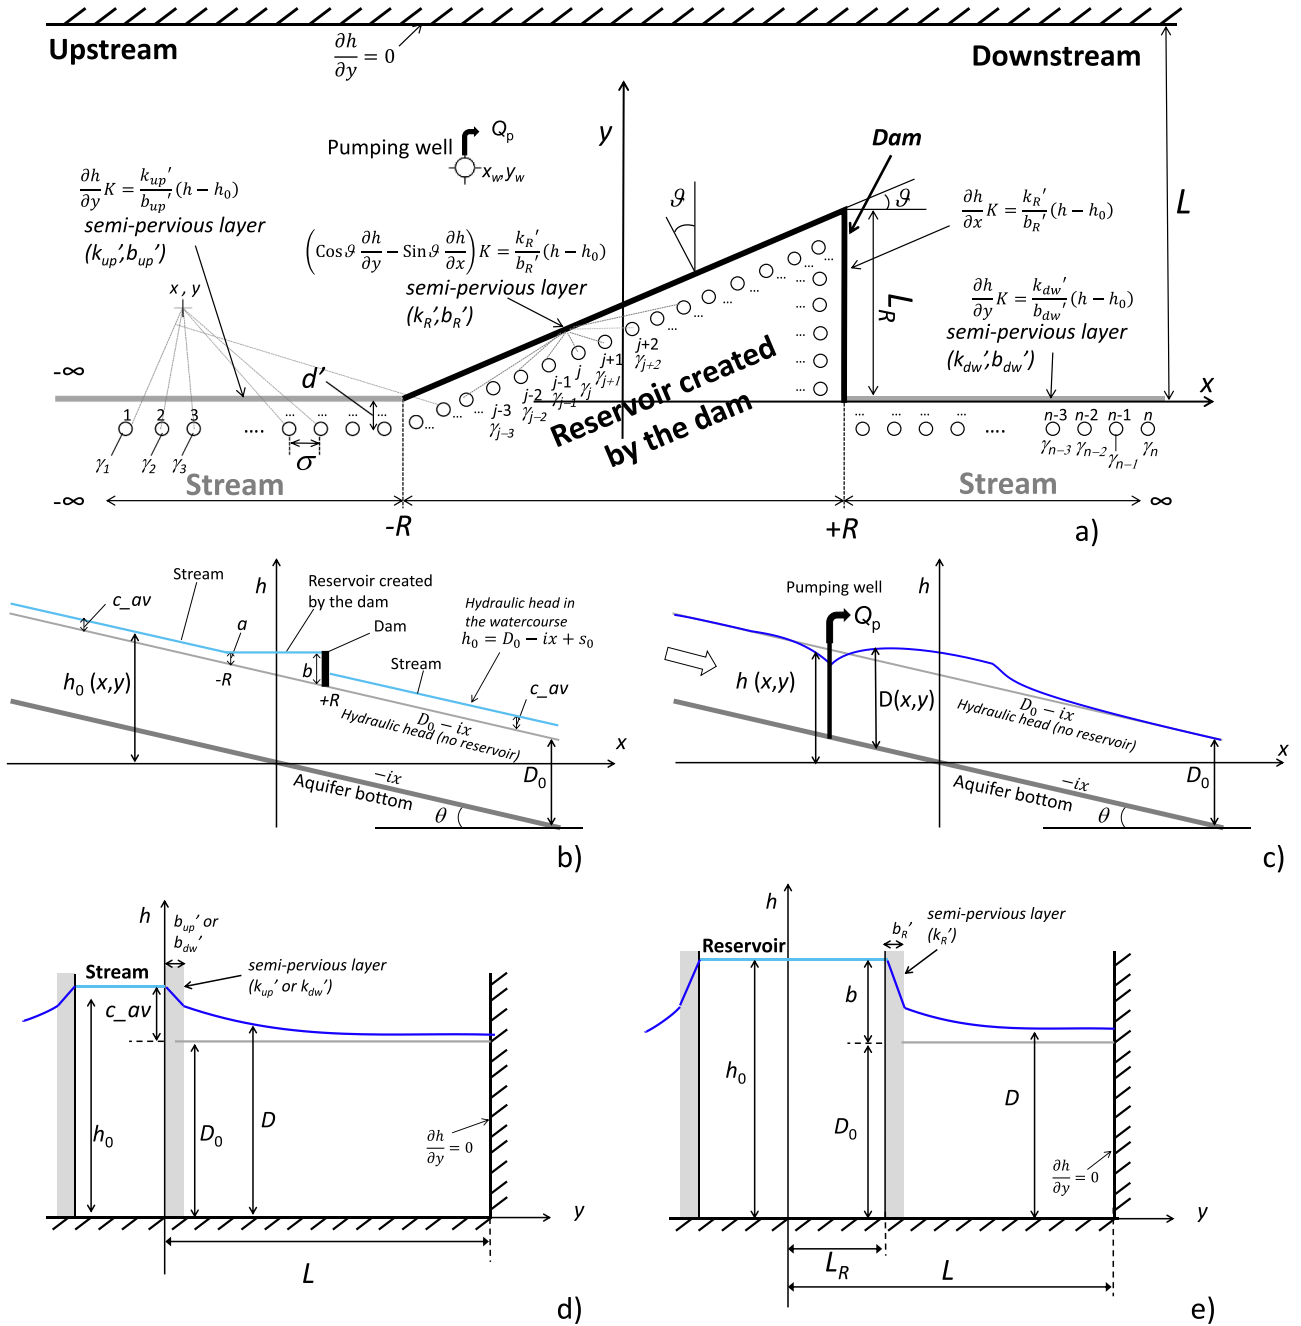 Upstream
Downstream
∂h/∂y = 0
y
L
Pumping well
Q_p
x_w, y_w
Dam
ϑ
ϑ
∂h/∂y K = k_up'/b_up' (h − h_0)
semi-pervious layer
(k_up', b_up')
(Cos ϑ ∂h/∂y − Sin ϑ ∂h/∂x) K = k_R'/b_R' (h − h_0)
semi-pervious layer
(k_R', b_R')
∂h/∂x K = k_R'/b_R' (h − h_0)
L_R
∂h/∂y K = k_dw'/b_dw' (h − h_0)
semi-pervious layer
(k_dw', b_dw')
x , y
-∞
d'
x
1 2 3 .... ... ... ... ...
γ_1 γ_2 γ_3
σ
... ... ... j-3 j-2 j-1 j j+1 j+2 ... ... ... ... ... ...
γ_j−3 γ_j−2 γ_j−1 γ_j γ_j+1 γ_j+2
... ... ... ... ...
Reservoir created
by the dam
... ... ... ... .... n-3 n-2 n-1 n
γ_n−3 γ_n−2 γ_n−1 γ_n
Stream
Stream
-∞
∞
-R
+R
a)
h
Stream
Reservoir created
by the dam
c_av
a
Dam
Hydraulic head in
the watercourse
h_0 = D_0 − ix + s_0
Stream
b
-R
+R
c_av
h_0 (x,y)
D_0 − ix
Hydraulic head (no reservoir)
x
D_0
−ix
Aquifer bottom
θ
b)
Pumping well
h
Q_p
h (x,y)
D(x,y)
D_0 − ix
Hydraulic head (no reservoir)
x
D_0
−ix
Aquifer bottom
θ
c)
h
b_up' or
b_dw'
semi-pervious layer
(k_up' or k_dw')
Stream
c_av
h_0
D_0
D
∂h/∂y = 0
y
L
d)
h
b_R'
semi-pervious layer
(k_R')
Reservoir
b
h_0
D_0
D
∂h/∂y = 0
y
L_R
L
e)